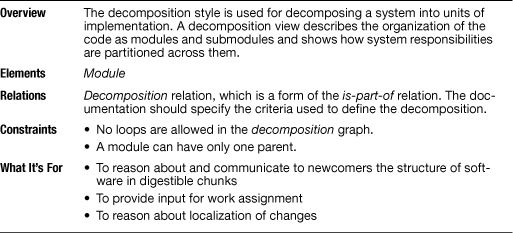 Overview The decomposition style is used for decomposing a system into units of
implementation. A decomposition view describes the organization of the
code as modules and submodules and shows how system responsibilities
are partitioned across them.
Elements Module
Relations Decomposition relation, which is a form of the is-part-of relation. The doc-
umentation should specify the criteria used to define the decomposition.
Constraints • No loops are allowed in the decomposition graph.
• A module can have only one parent.
What It's For • To reason about and communicate to newcomers the structure of soft-
ware in digestible chunks
• To provide input for work assignment
• To reason about localization of changes